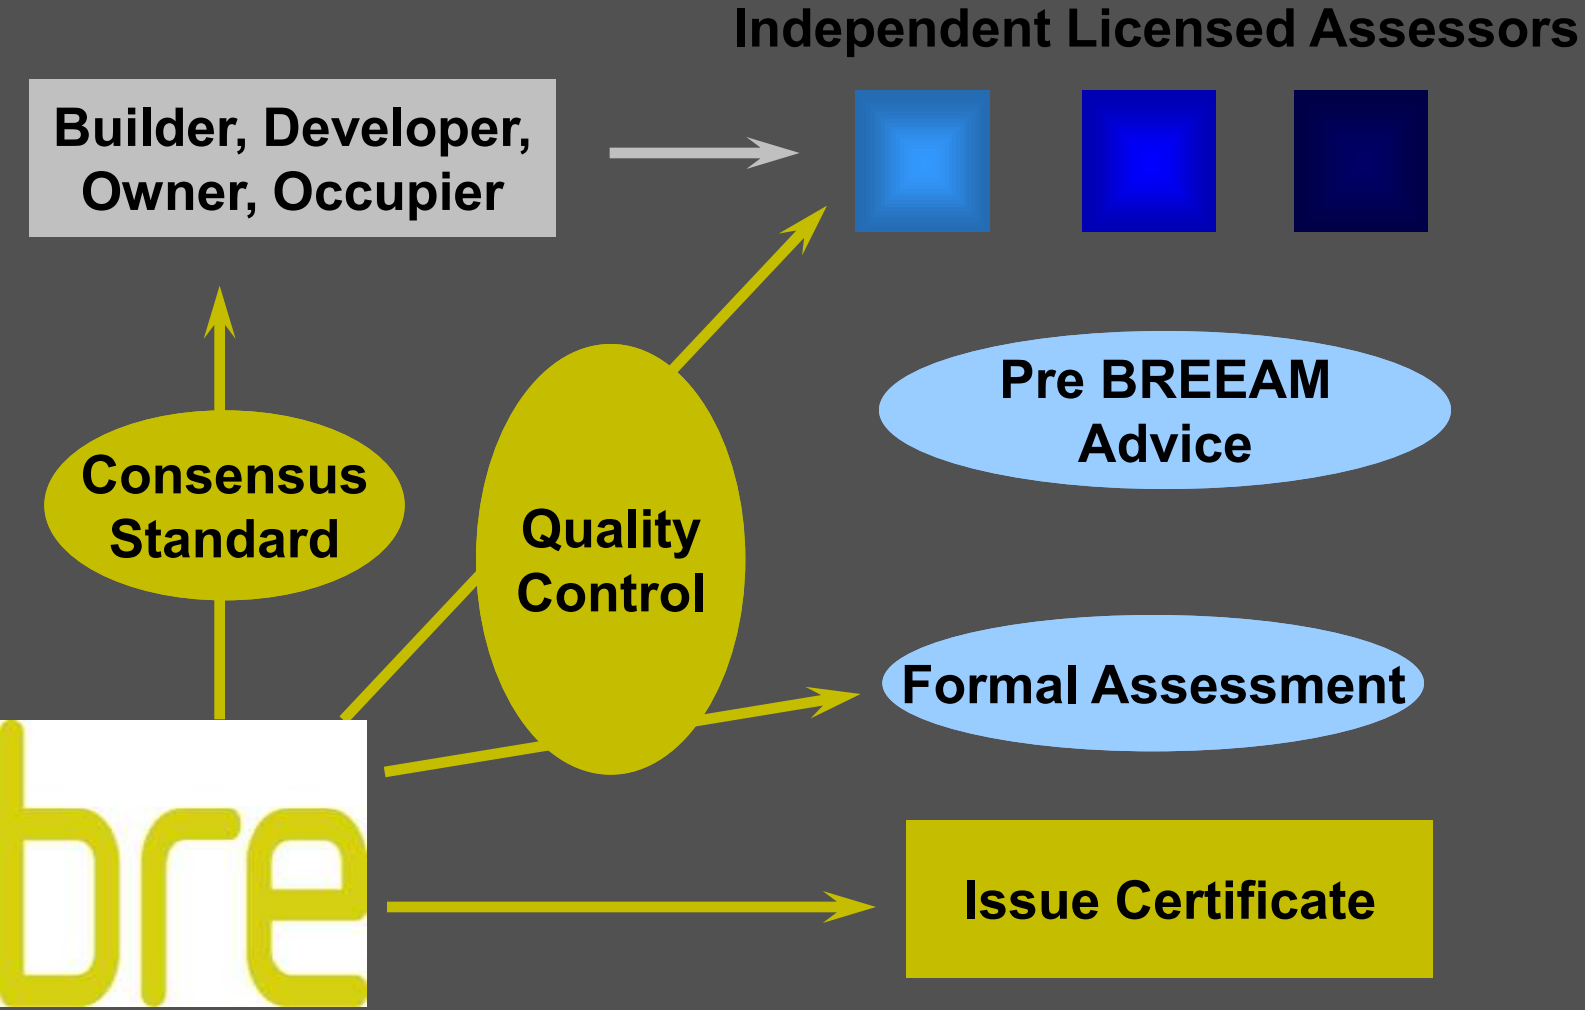 Independent Licensed Assessors
Builder, Developer,
Owner, Occupier
Pre BREEAM
Advice
Consensus
Standard
Quality
Control
Formal Assessment
bre
Issue Certificate